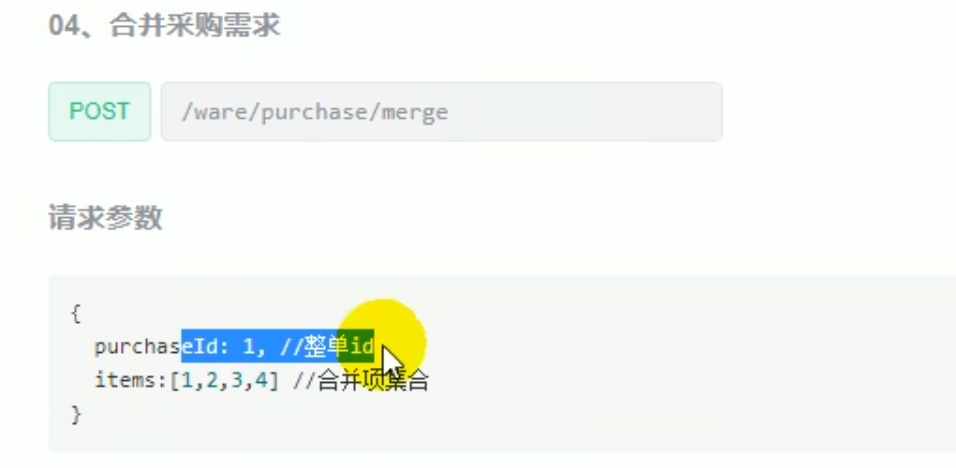 04、合并采购需求
POST /ware/purchase/merge
请求参数
{
purchaseId: 1, //整单id
items:[1,2,3,4] //合并项集合
}